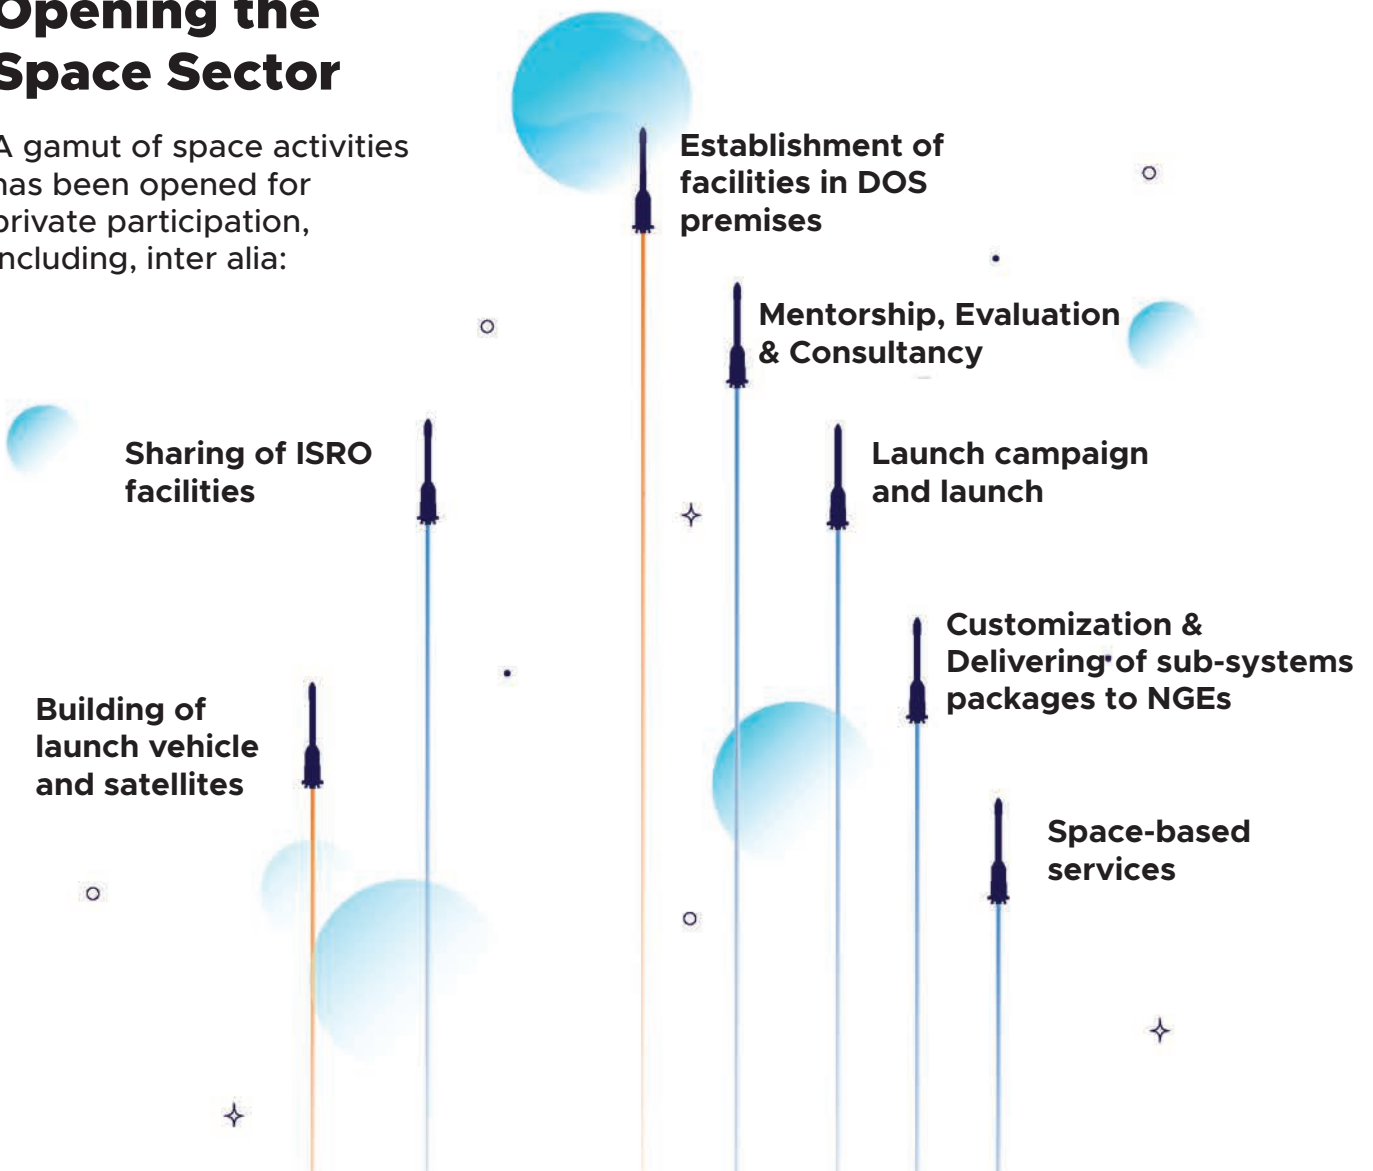 Opening the
Space Sector
A gamut of space activities
has been opened for
private participation,
including, inter alia:
Establishment of
facilities in DOS
premises
Mentorship, Evaluation
& Consultancy
Sharing of ISRO
facilities
Launch campaign
and launch
Customization &
Delivering of sub-systems
packages to NGEs
Building of
launch vehicle
and satellites
Space-based
services